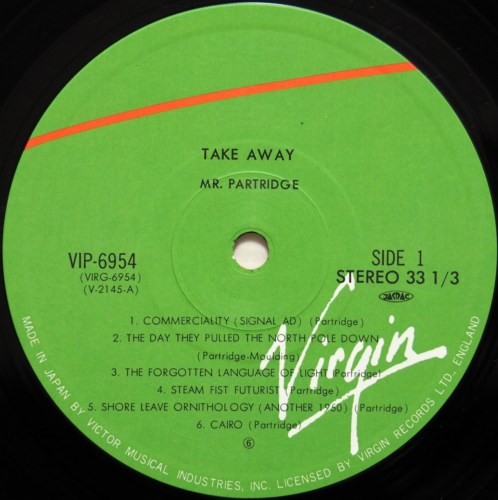 TAKE AWAY
MR. PARTRIDGE
VIP-6954
(VIRG-6954)
(V-2145-A)
SIDE 1
STEREO 33 1/3
JASRAC
1. COMMERCIALITY (SIGNAL AD) (Partridge)
2. THE DAY THEY PULLED THE NORTH POLE DOWN
(Partridge-Moulding)
3. THE FORGOTTEN LANGUAGE OF LIGHT (Partridge)
4. STEAM FIST FUTURIST (Partridge)
5. SHORE LEAVE ORNITHOLOGY (ANOTHER 1950) (Partridge)
6. CAIRO (Partridge)
6
Virgin
MADE IN JAPAN BY VICTOR MUSICAL INDUSTRIES, INC. LICENSED BY VIRGIN RECORDS LTD., ENGLAND